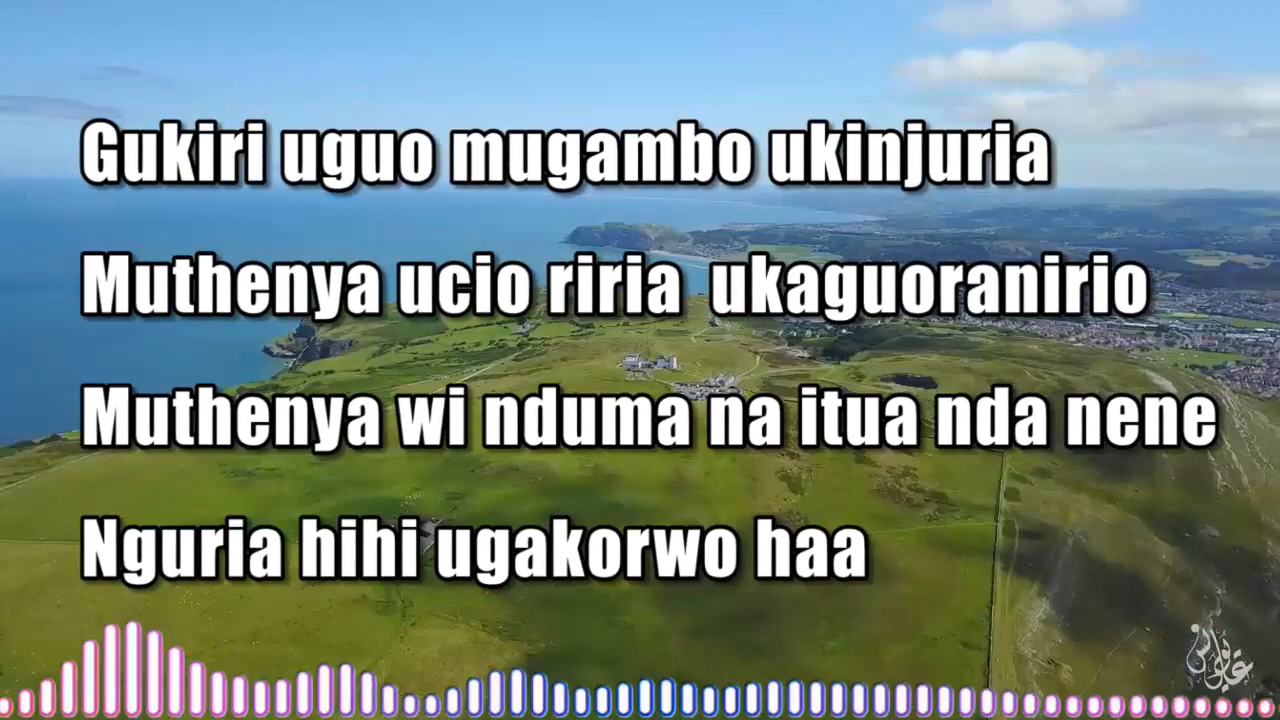 Gukiri uguo mugambo ukinjuria
Muthenya ucio riria ukaguoranirio
Muthenya wi nduma na itua nda nene
Nguria hihi ugakorwo haa